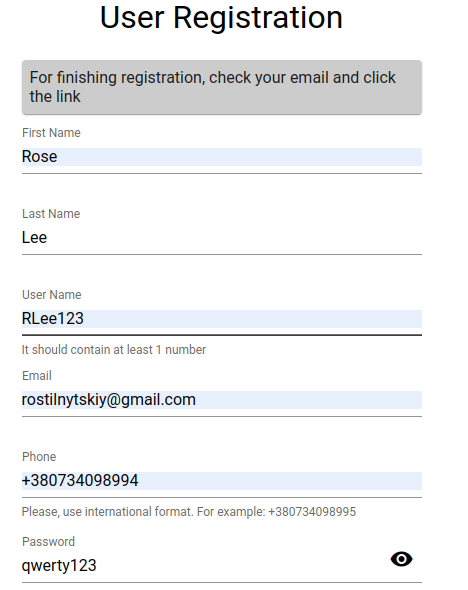 User Registration
For finishing registration, check your email and click
the link
First Name
Rose
Last Name
Lee
User Name
RLee123
It should contain at least 1 number
Email
rostilnytskiy@gmail.com
Phone
+380734098994
Please, use international format. For example: +380734098995
Password
qwerty123